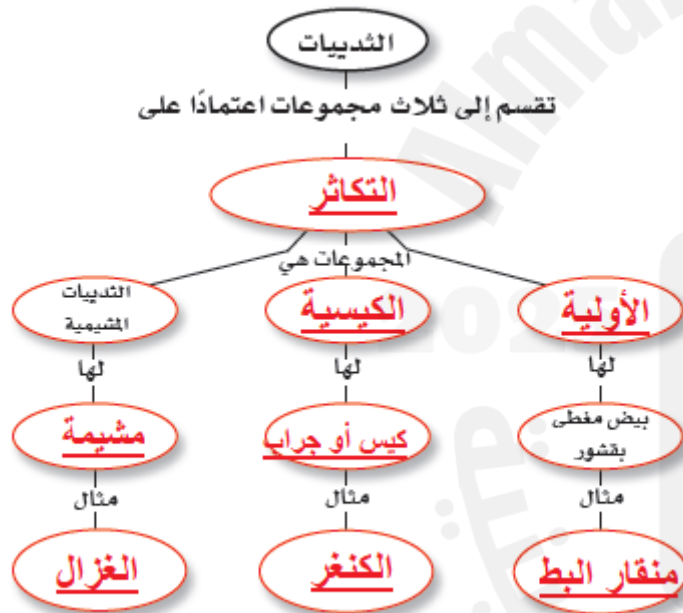 الثدييات
تقسم إلى ثلاث مجموعات اعتمادًا على
التكاثر
المجموعات هي
الأولية
الكيسية
الثدييات
المشيمية
لها
لها
لها
بيض مغطى
بقشور
كيس أو جراب
مشيمة
مثال
مثال
مثال
منقار البط
الكنغر
الغزال